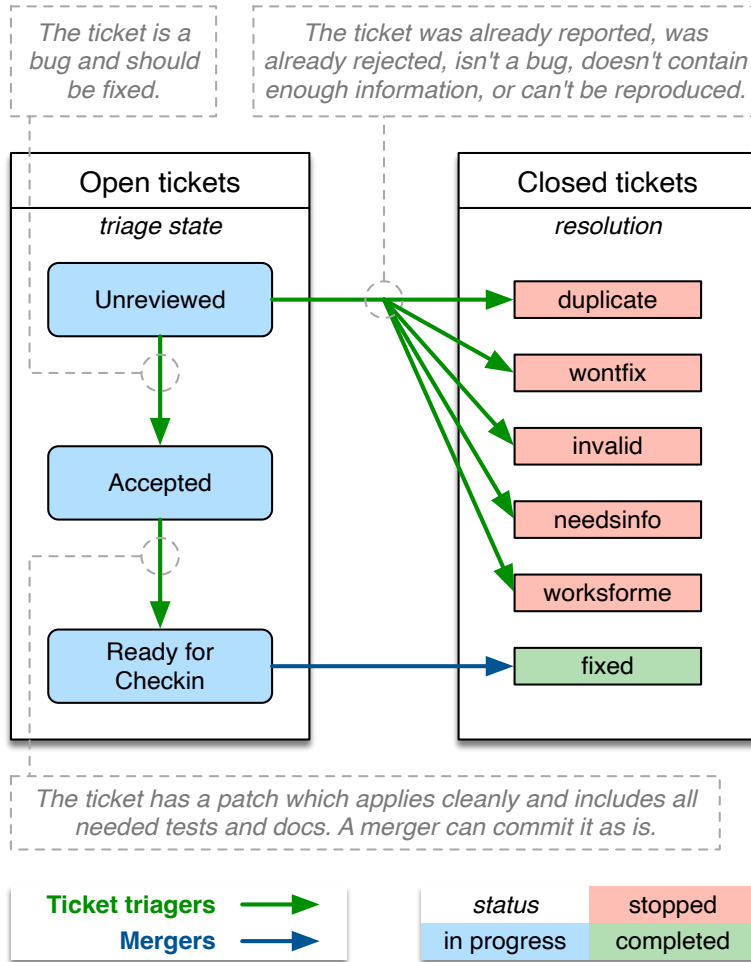 The ticket is a
bug and should
be fixed.
The ticket was already reported, was
already rejected, isn't a bug, doesn't contain
enough information, or can't be reproduced.
Open tickets
triage state
Unreviewed
Accepted
Ready for
Checkin
Closed tickets
resolution
duplicate
wontfix
invalid
needsinfo
worksforme
fixed
The ticket has a patch which applies cleanly and includes all
needed tests and docs. A merger can commit it as is.
Ticket triagers
Mergers
status
stopped
in progress
completed